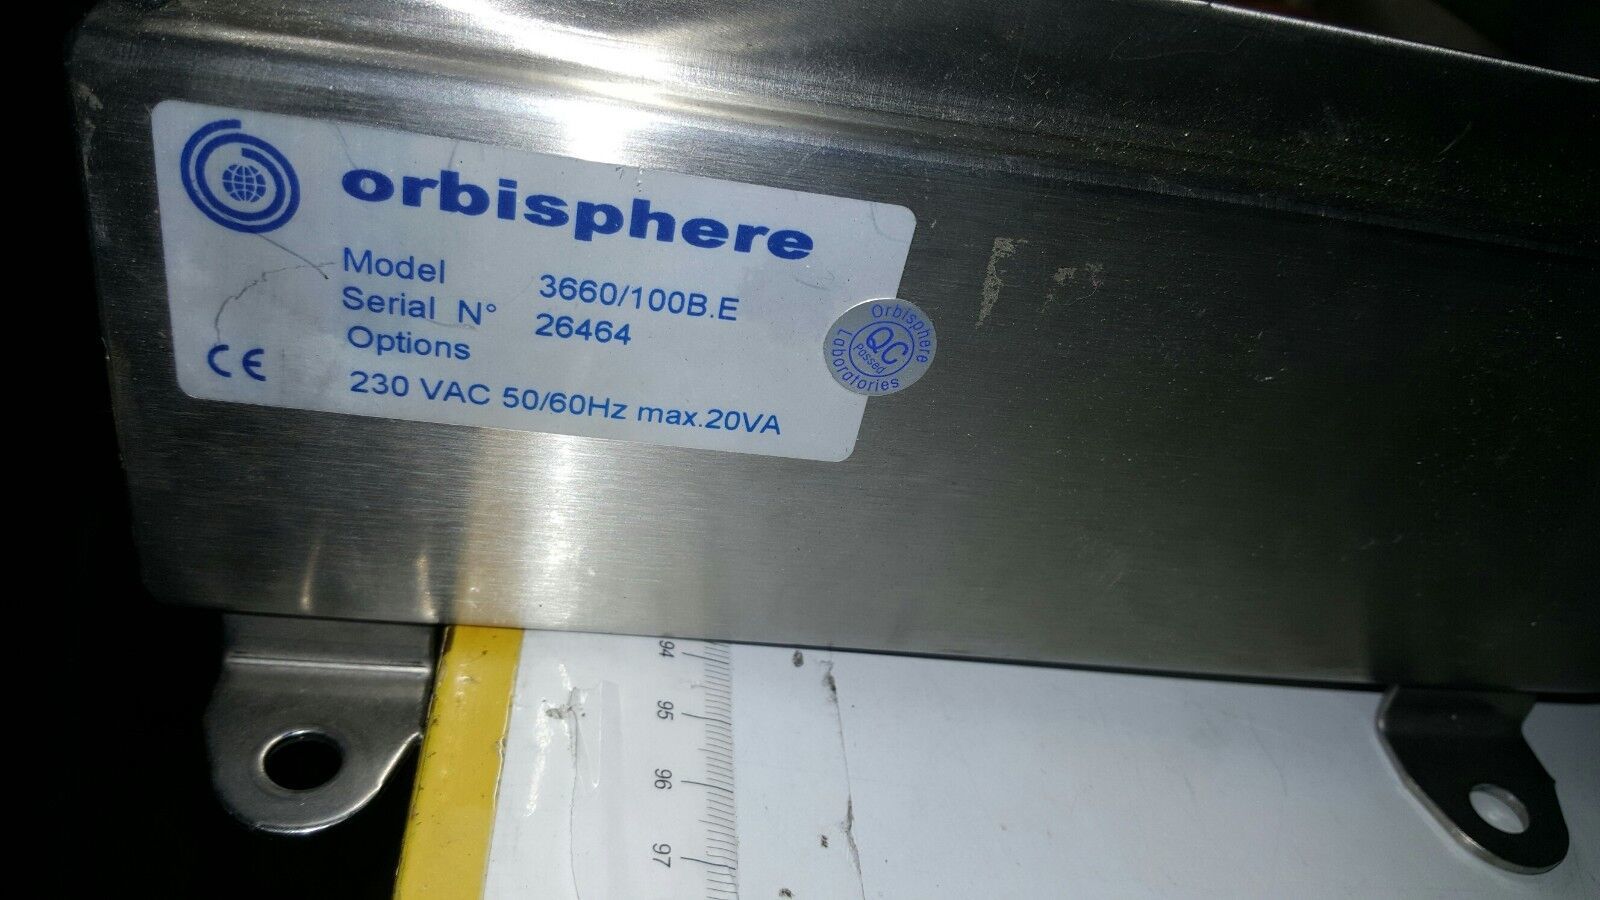 orbisphere
Model 3660/100B.E
Serial N° 26464
Options
CE 230 VAC 50/60Hz max.20VA
Orbisphere
QC
Passed
Laboratories
94
95
96
97